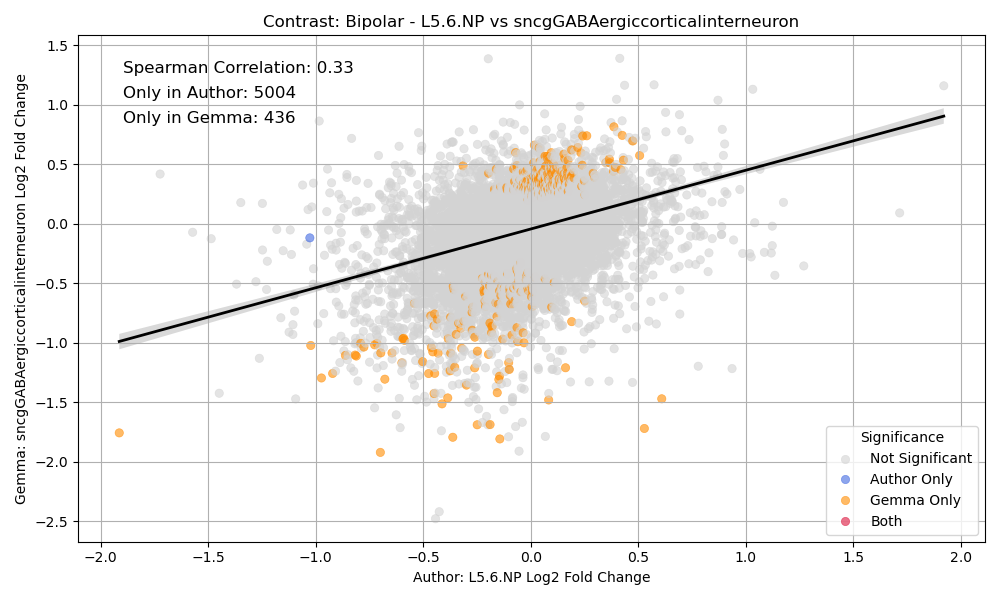 Contrast: Bipolar - L5.6.NP vs sncgGABAergiccorticalinterneuron
Spearman Correlation: 0.33
Only in Author: 5004
Only in Gemma: 436
Gemma: sncgGABAergiccorticalinterneuron Log2 Fold Change
1.5
1.0
0.5
0.0
−0.5
−1.0
−1.5
−2.0
−2.5
Significance
Not Significant
Author Only
Gemma Only
Both
−2.0 −1.5 −1.0 −0.5 0.0 0.5 1.0 1.5 2.0
Author: L5.6.NP Log2 Fold Change